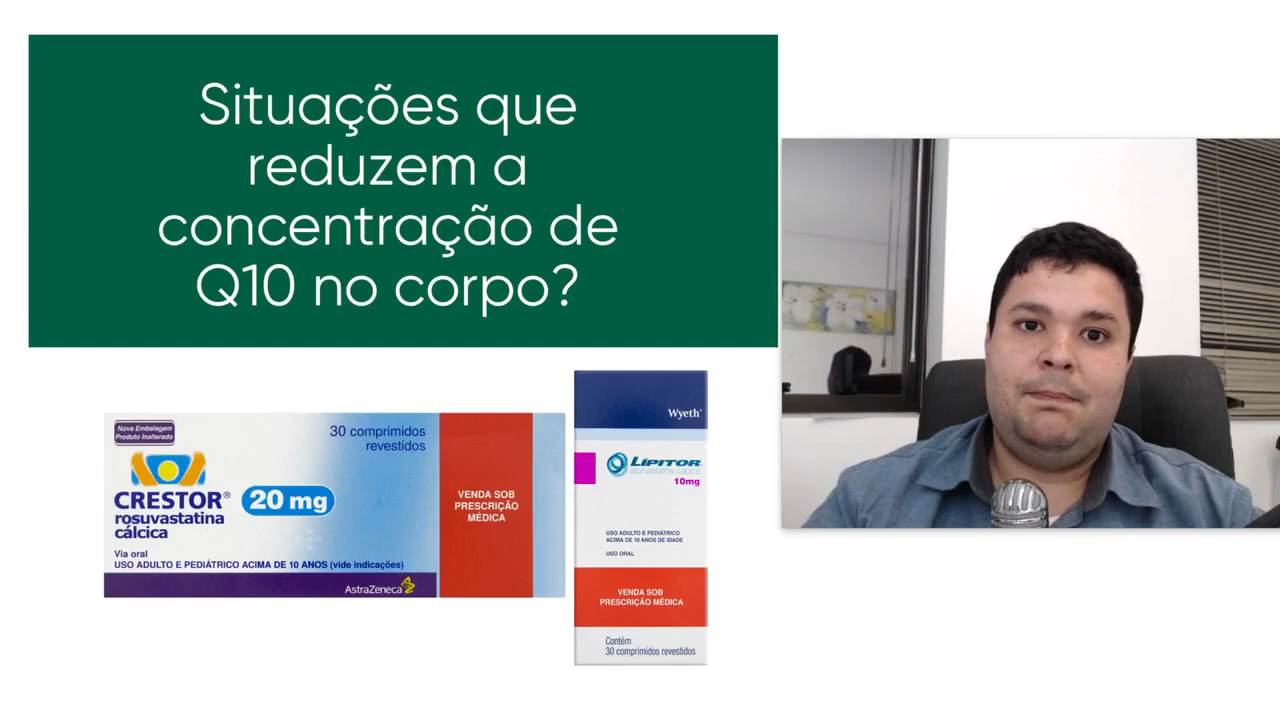 Situações que
reduzem a
concentração de
Q10 no corpo?
Nova Embalagem
Produto Inalterado
30 comprimidos
revestidos
CRESTOR®
20 mg
rosuvastatina
cálcica
Via oral
USO ADULTO E PEDIÁTRICO ACIMA DE 10 ANOS (vide indicações)
AstraZeneca
VENDA SOB
PRESCRIÇÃO
MÉDICA
Wyeth®
LIPITOR
10mg
USO ADULTO E PEDIÁTRICO
ACIMA DE 10 ANOS DE IDADE
USO ORAL
VENDA SOB
PRESCRIÇÃO MÉDICA
Contém
30 comprimidos revestidos